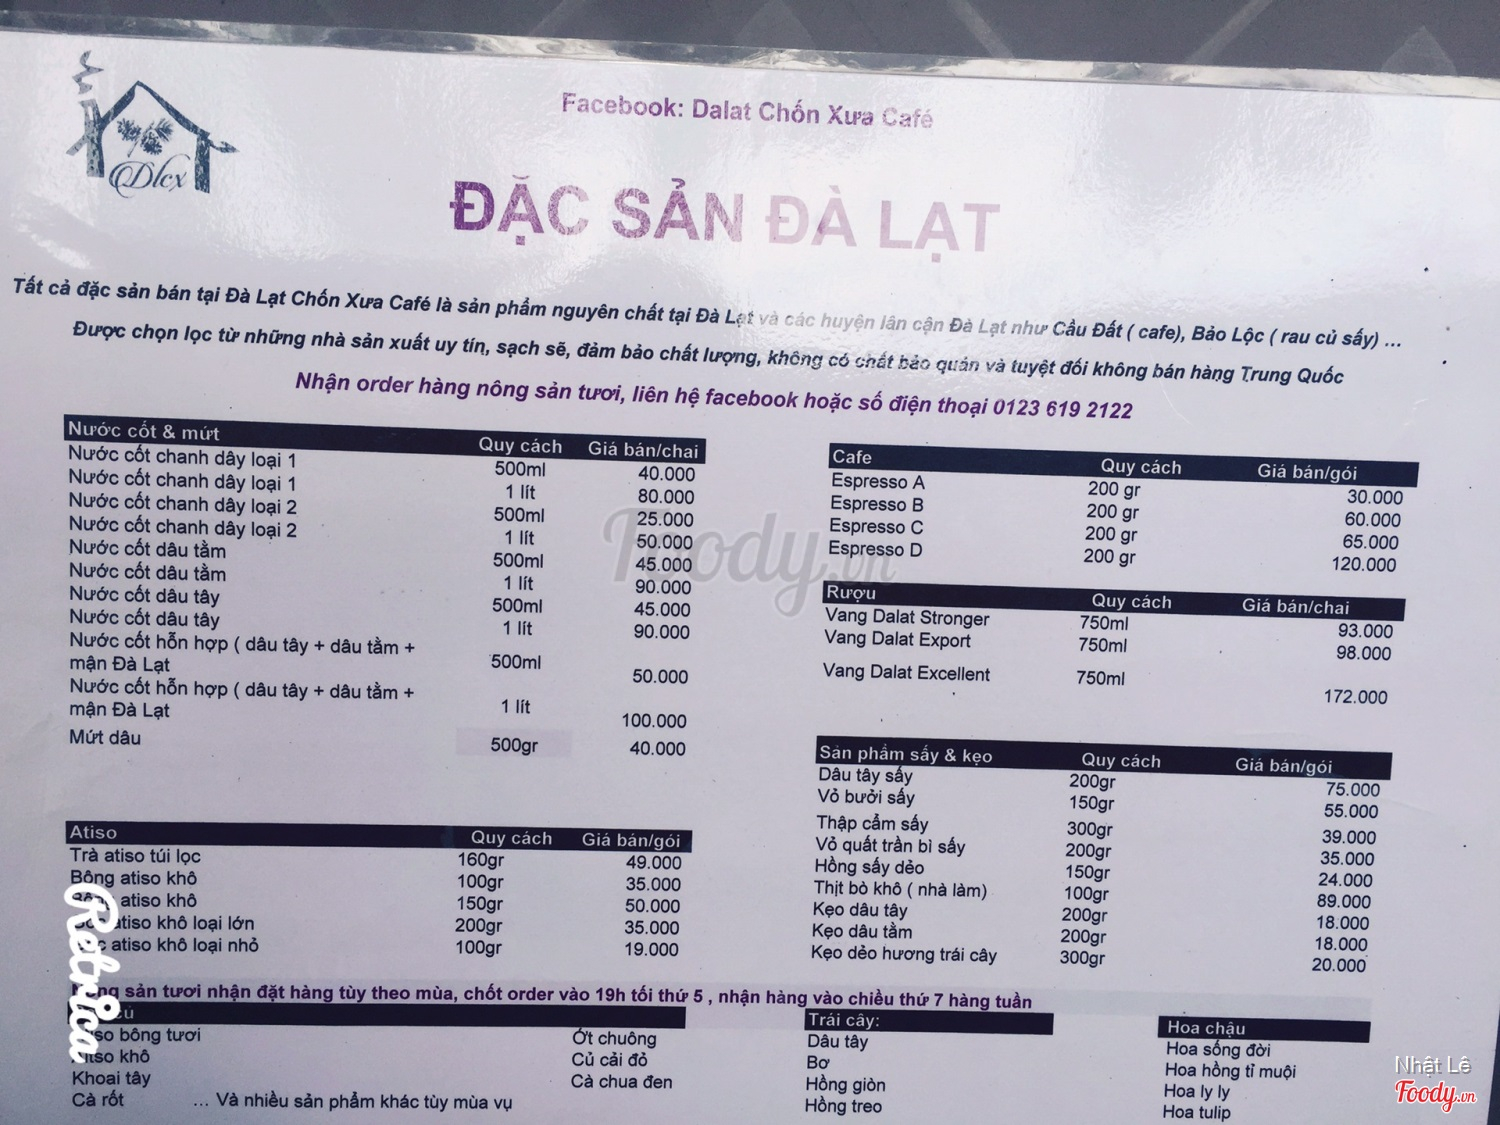 Dlcx
Facebook: Dalat Chốn Xưa Café
ĐẶC SẢN ĐÀ LẠT
Tất cả đặc sản bán tại Đà Lạt Chốn Xưa Café là sản phẩm nguyên chất tại Đà Lạt và các huyện lân cận Đà Lạt như Cầu Đất ( cafe), Bảo Lộc ( rau củ sấy) ...
Được chọn lọc từ những nhà sản xuất uy tín, sạch sẽ, đảm bảo chất lượng, không có chất bảo quản và tuyệt đối không bán hàng Trung Quốc
Nhận order hàng nông sản tươi, liên hệ facebook hoặc số điện thoại 0123 619 2122
Nước cốt & mứt Quy cách Giá bán/chai
Nước cốt chanh dây loại 1 500ml 40.000
Nước cốt chanh dây loại 1 1 lít 80.000
Nước cốt chanh dây loại 2 500ml 25.000
Nước cốt chanh dây loại 2 1 lít 50.000
Nước cốt dâu tằm 500ml 45.000
Nước cốt dâu tằm 1 lít 90.000
Nước cốt dâu tây 500ml 45.000
Nước cốt dâu tây 1 lít 90.000
Nước cốt hỗn hợp ( dâu tây + dâu tằm +
mận Đà Lạt 500ml 50.000
Nước cốt hỗn hợp ( dâu tây + dâu tằm +
mận Đà Lạt 1 lít 100.000
Mứt dâu 500gr 40.000
Atiso Quy cách Giá bán/gói
Trà atiso túi lọc 160gr 49.000
Bông atiso khô 100gr 35.000
Bông atiso khô 150gr 50.000
atiso khô loại lớn 200gr 35.000
atiso khô loại nhỏ 100gr 19.000
Cafe Quy cách Giá bán/gói
Espresso A 200 gr 30.000
Espresso B 200 gr 60.000
Espresso C 200 gr 65.000
Espresso D 200 gr 120.000
Rượu Quy cách Giá bán/chai
Vang Dalat Stronger 750ml 93.000
Vang Dalat Export 750ml 98.000
Vang Dalat Excellent 750ml 172.000
Sản phẩm sấy & kẹo Quy cách Giá bán/gói
Dâu tây sấy 200gr 75.000
Vỏ bưởi sấy 150gr 55.000
Thập cẩm sấy 300gr 39.000
Vỏ quất trần bì sấy 200gr 35.000
Hồng sấy dẻo 150gr 24.000
Thịt bò khô ( nhà làm) 100gr 89.000
Kẹo dâu tây 200gr 18.000
Kẹo dâu tằm 200gr 18.000
Kẹo dẻo hương trái cây 300gr 20.000
Nông sản tươi nhận đặt hàng tùy theo mùa, chốt order vào 19h tối thứ 5 , nhận hàng vào chiều thứ 7 hàng tuần
củ
Atiso bông tươi Ớt chuông
Atiso khô Củ cải đỏ
Khoai tây Cà chua đen
Cà rốt ... Và nhiều sản phẩm khác tùy mùa vụ
Trái cây:
Dâu tây
Bơ
Hồng giòn
Hồng treo
Hoa chậu
Hoa sống đời
Hoa hồng tỉ muội
Hoa ly ly
Hoa tulip
Foody.vn
Retrica
Nhật Lê
Foody.vn